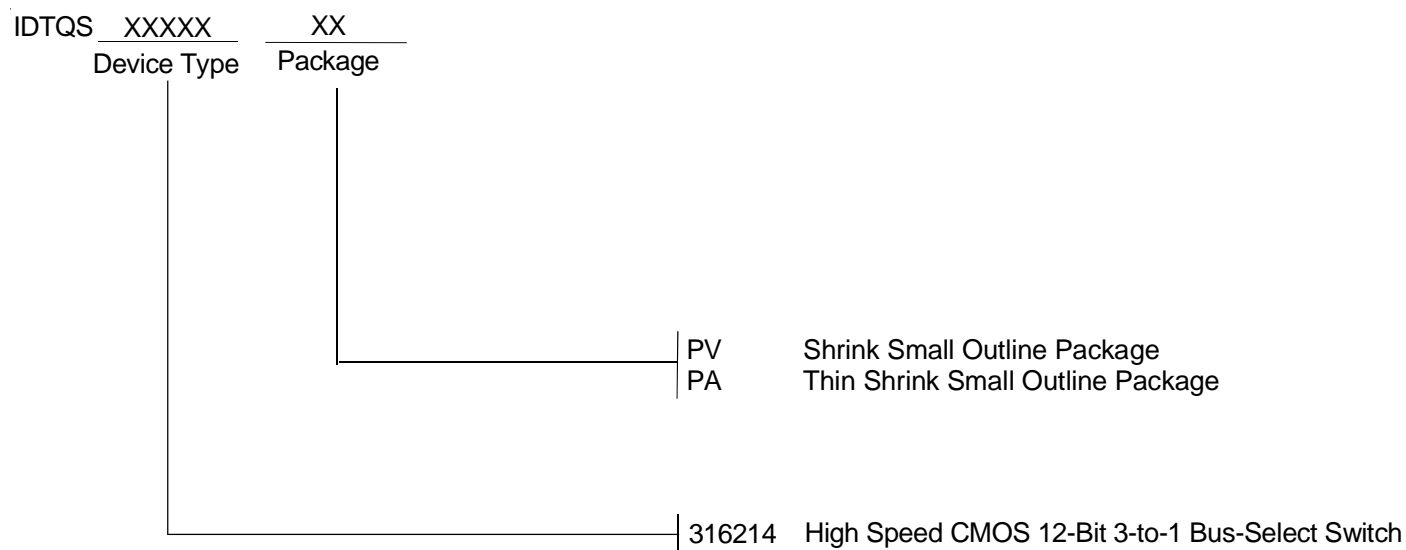 IDTQS XXXXX XX
Device Type Package
PV Shrink Small Outline Package
PA Thin Shrink Small Outline Package
316214 High Speed CMOS 12-Bit 3-to-1 Bus-Select Switch